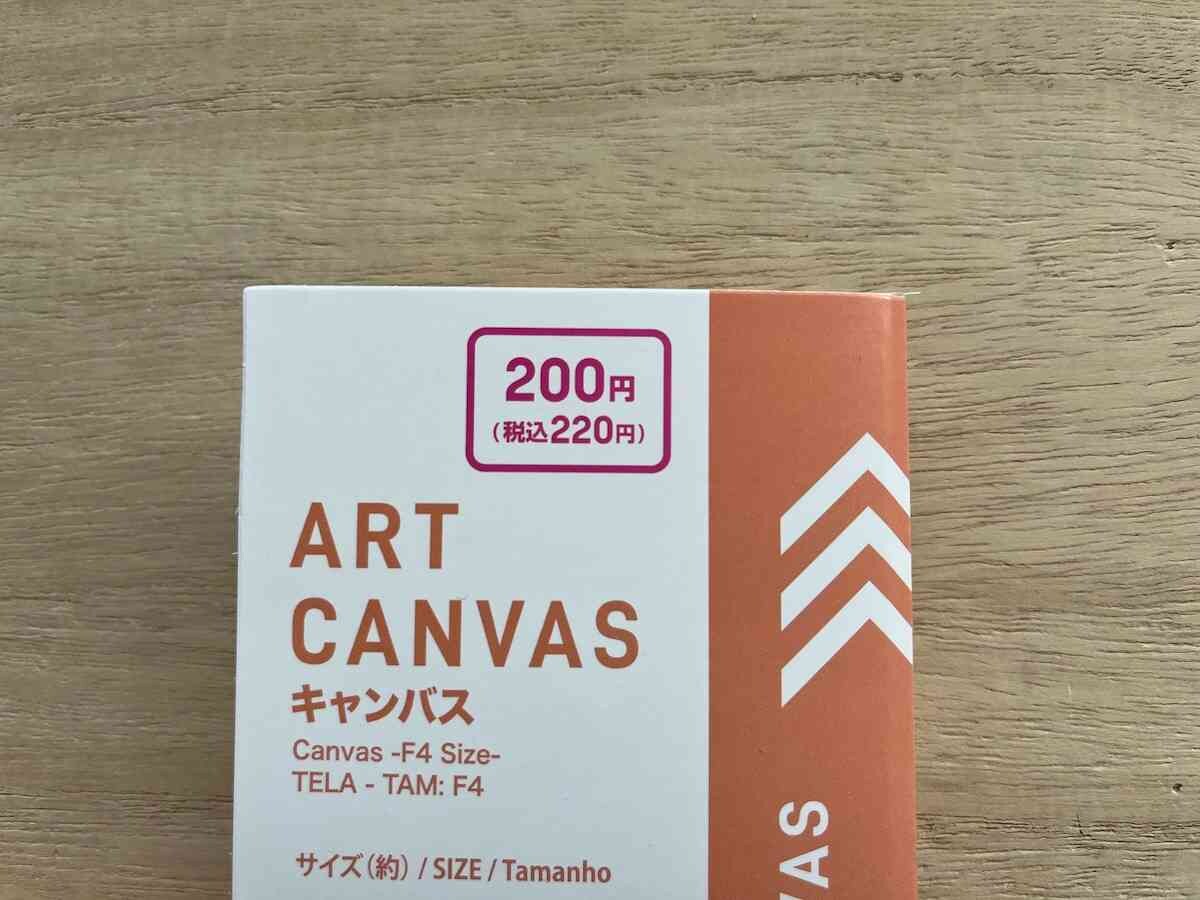 200円
(税込220円)
ART
CANVAS
キャンバス
Canvas -F4 Size-
TELA - TAM: F4
サイズ(約) / SIZE / Tamanho
VAS